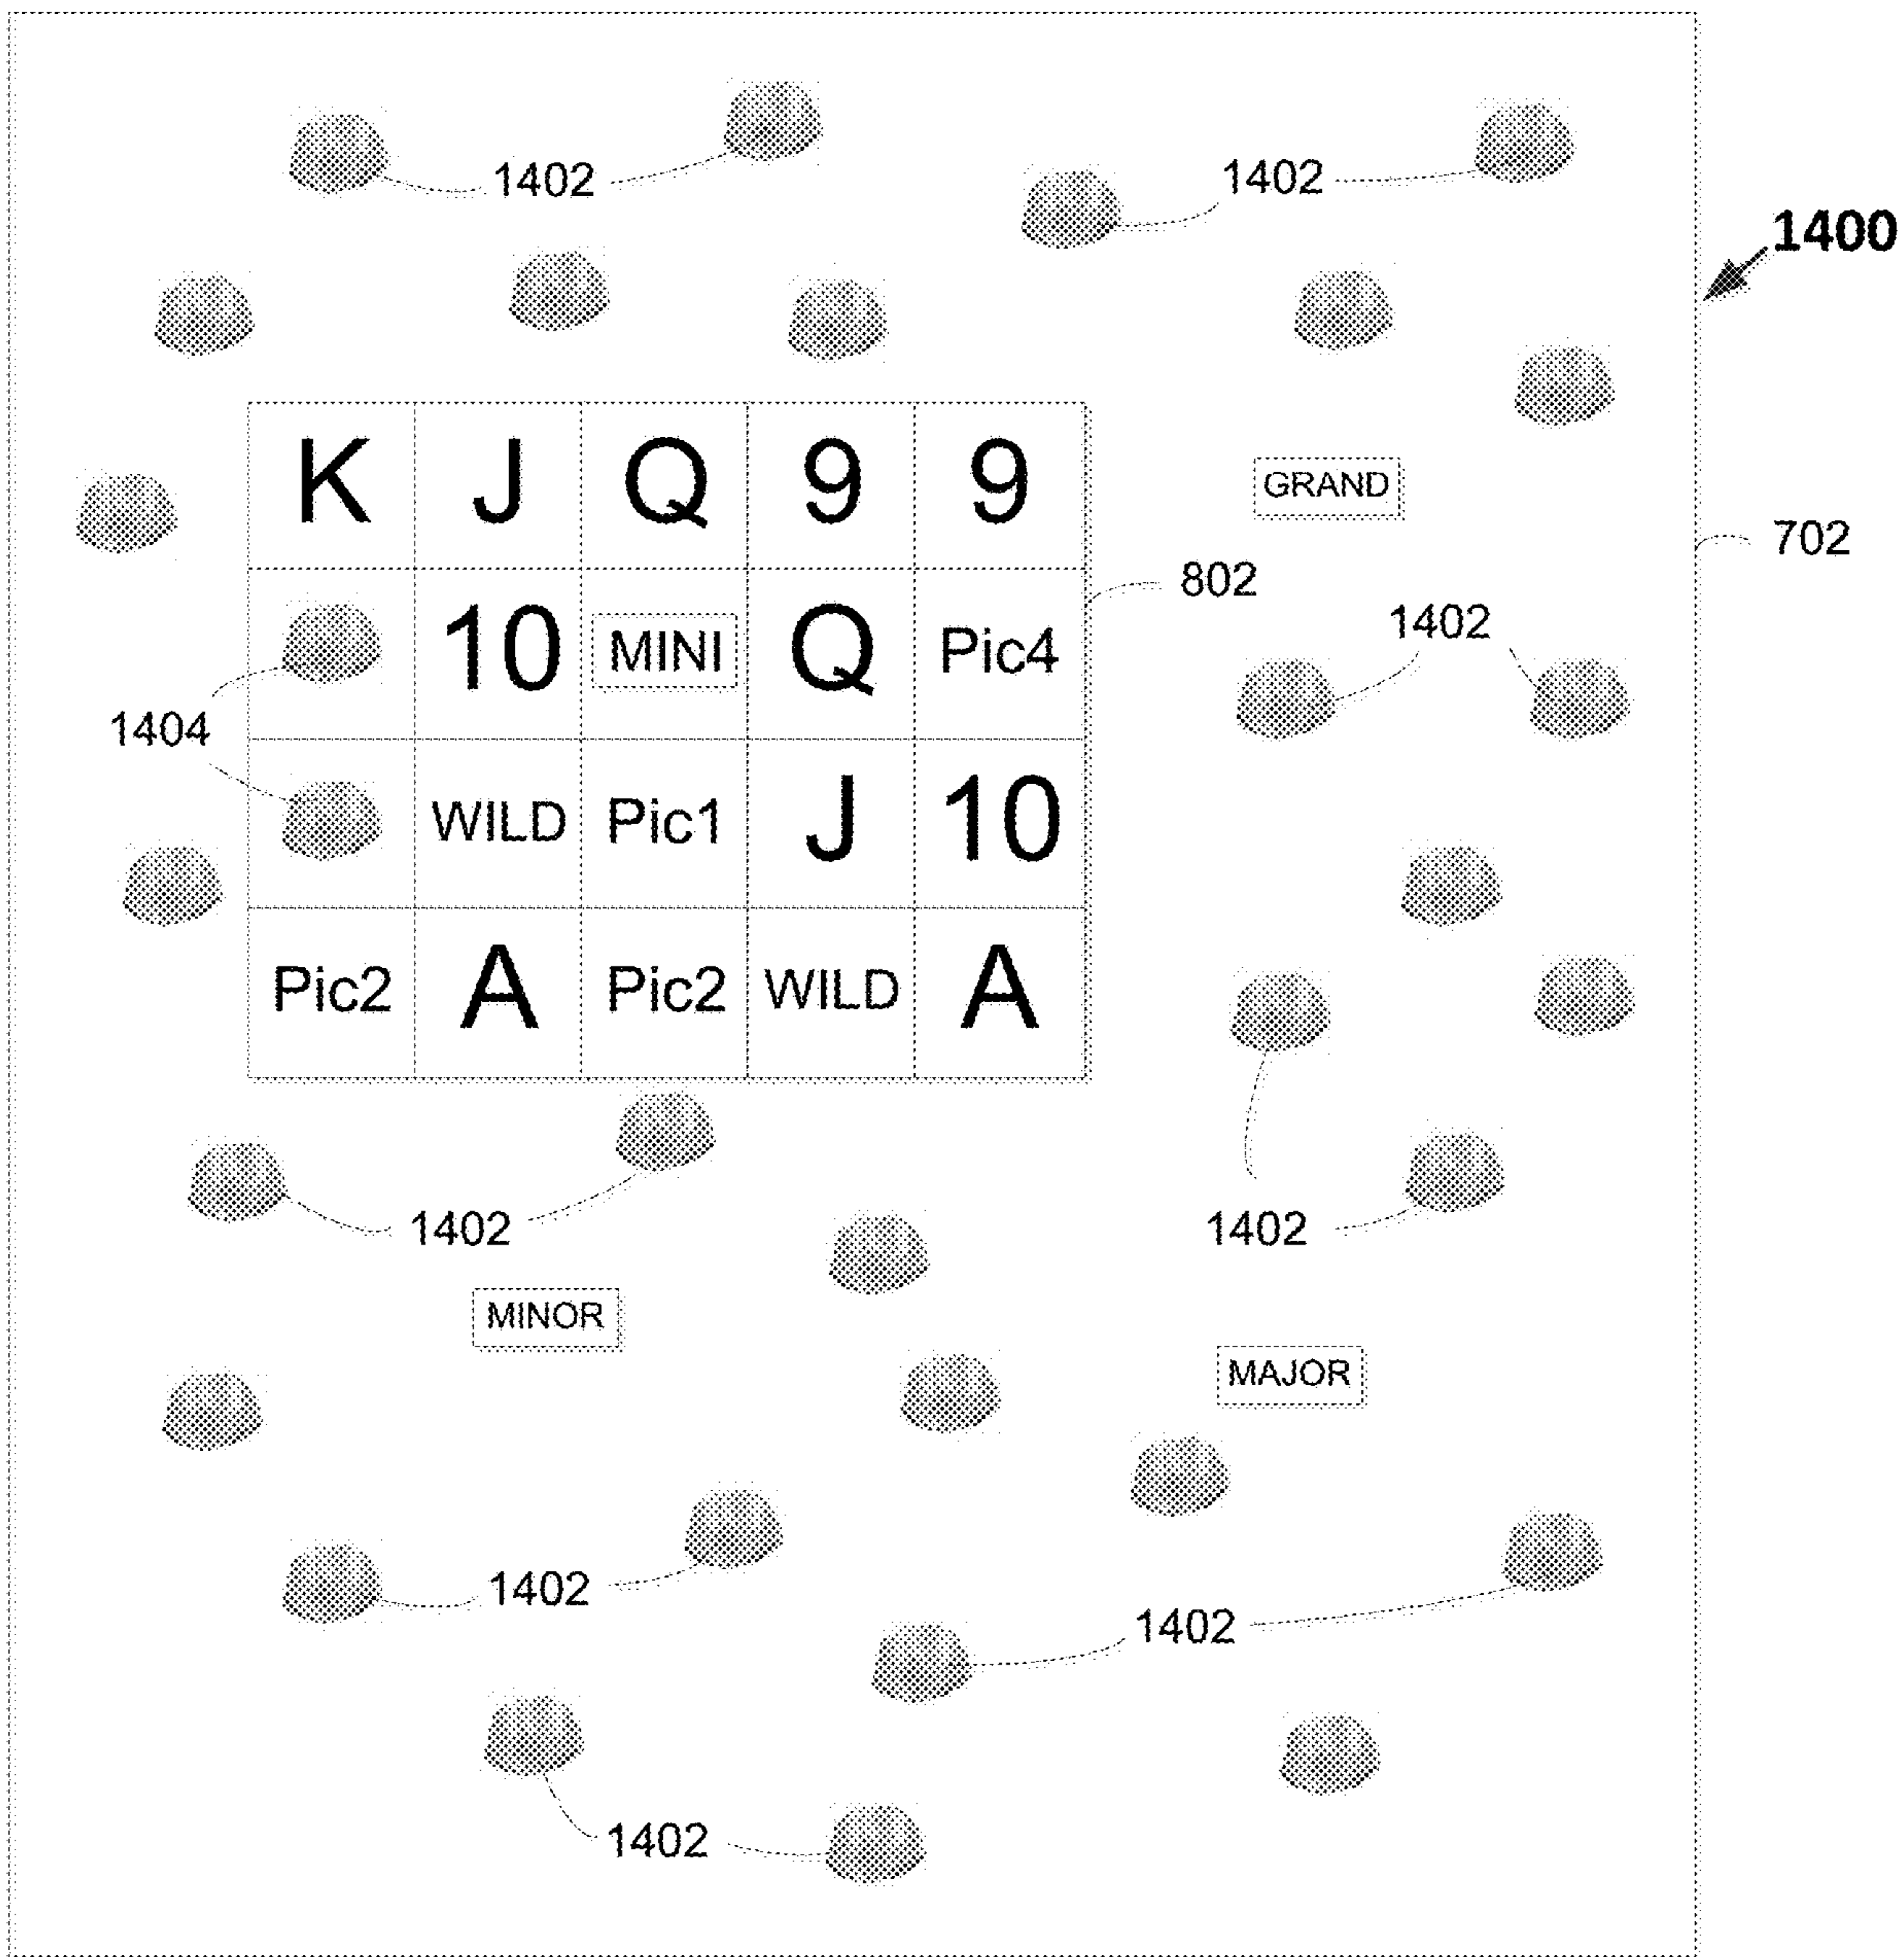 1402
1402
1400
K J Q 9 9
GRAND
702
802
10 MINI Q Pic4
1402
1404
WILD Pic1 J 10
Pic2 A Pic2 WILD A
1402
1402
MINOR
MAJOR
1402
1402
1402